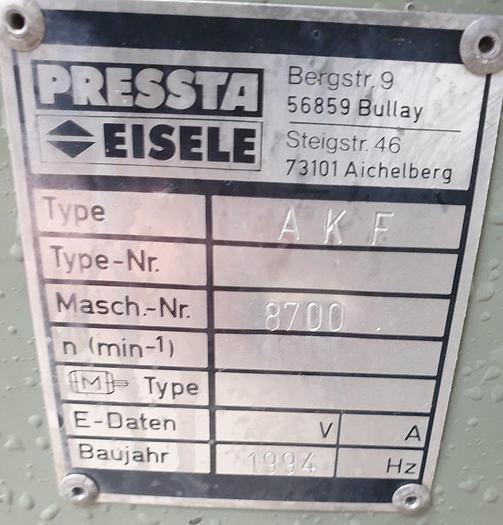 PRESSTA
EISELE
Bergstr. 9
56859 Bullay
Steigstr. 46
73101 Aichelberg
Type AKF
Type-Nr.
Masch.-Nr. 8700
n (min-1)
M Type
E-Daten V A
Baujahr 1994 Hz